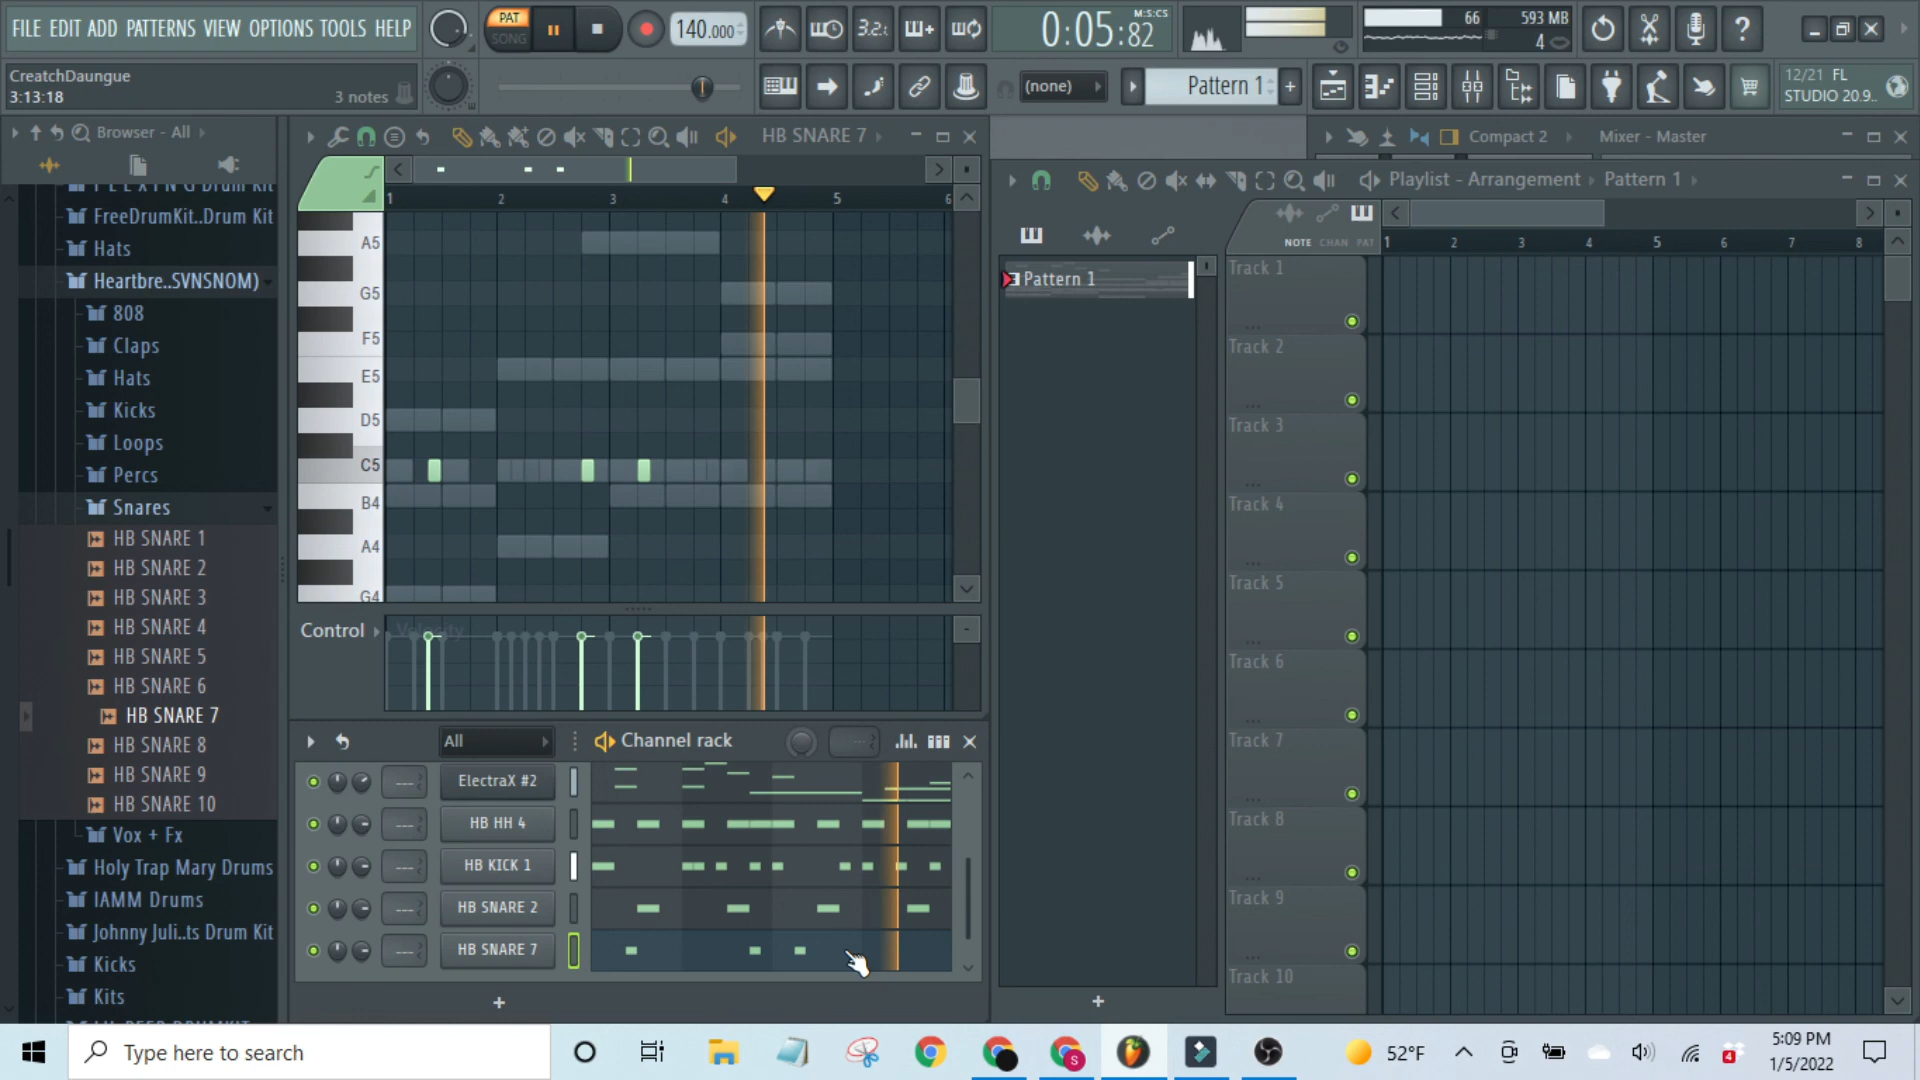 FILE EDIT ADD PATTERNS VIEW OPTIONS TOOLS HELP
PAT
SONG
140.000
3.2.
0:05:82
M:S:CS
66
593 MB
4
CreatchDaungue
3:13:18
3 notes
(none)
Pattern 1
12/21 FL
STUDIO 20.9..
Browser - All
HB SNARE 7
Compact 2
Mixer - Master
F L E X I N G Drum Kit
FreeDrumKit..Drum Kit
Hats
Heartbre..SVNSNOM)
808
Claps
Hats
Kicks
Loops
Percs
Snares
HB SNARE 1
HB SNARE 2
HB SNARE 3
HB SNARE 4
HB SNARE 5
HB SNARE 6
HB SNARE 7
HB SNARE 8
HB SNARE 9
HB SNARE 10
Vox + Fx
Holy Trap Mary Drums
IAMM Drums
Johnny Juli..ts Drum Kit
Kicks
Kits
1 2 3 4 5 6
A5
G5
F5
E5
D5
C5
B4
A4
G4
Control
Velocity
All
Channel rack
ElectraX #2
HB HH 4
HB KICK 1
HB SNARE 2
HB SNARE 7
+
Playlist - Arrangement
Pattern 1
NOTE CHAN PAT
1 2 3 4 5 6 7 8
Pattern 1
Track 1
Track 2
Track 3
Track 4
Track 5
Track 6
Track 7
Track 8
Track 9
Track 10
+
Type here to search
52°F
4
5:09 PM
1/5/2022